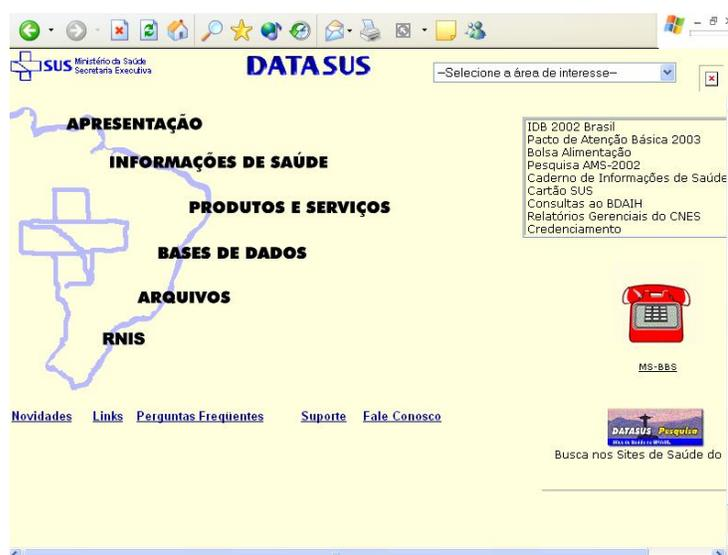 SUS Ministério da Saúde
Secretaria Executiva
DATASUS
--Selecione a área de interesse--
APRESENTAÇÃO
INFORMAÇÕES DE SAÚDE
PRODUTOS E SERVIÇOS
BASES DE DADOS
ARQUIVOS
RNIS
IDB 2002 Brasil
Pacto de Atenção Básica 2003
Bolsa Alimentação
Pesquisa AMS-2002
Caderno de Informações de Saúde
Cartão SUS
Consultas ao BDAIH
Relatórios Gerenciais do CNES
Credenciamento
MS-BBS
Novidades Links Perguntas Freqüentes Suporte Fale Conosco
DATASUS Pesquisa
Busca nos Sites de Saúde do